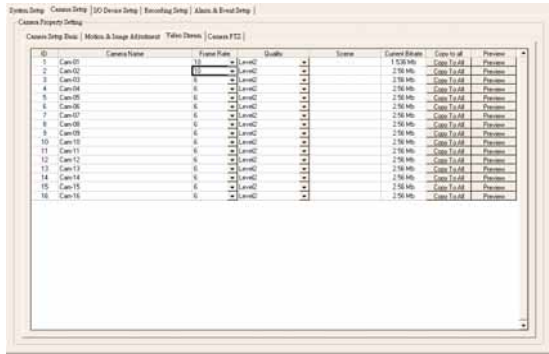 System Setup Camera Setup I/O Device Setup Recording Setup Alarm & Event Setup
Camera Property Setting
Camera Setup Basic Motion & Image Adjustment Video Stream Camera PTZ
ID Camera Name Frame Rate Quality Scene Current Bitrate Copy to all Preview
1 Cam-01 10 Level2 1.536 Mb Copy To All Preview
2 Cam-02 10 Level2 2.56 Mb Copy To All Preview
3 Cam-03 6 Level2 2.56 Mb Copy To All Preview
4 Cam-04 6 Level2 2.56 Mb Copy To All Preview
5 Cam-05 6 Level2 2.56 Mb Copy To All Preview
6 Cam-06 6 Level2 2.56 Mb Copy To All Preview
7 Cam-07 6 Level2 2.56 Mb Copy To All Preview
8 Cam-08 6 Level2 2.56 Mb Copy To All Preview
9 Cam-09 6 Level2 2.56 Mb Copy To All Preview
10 Cam-10 6 Level2 2.56 Mb Copy To All Preview
11 Cam-11 6 Level2 2.56 Mb Copy To All Preview
12 Cam-12 6 Level2 2.56 Mb Copy To All Preview
13 Cam-13 6 Level2 2.56 Mb Copy To All Preview
14 Cam-14 6 Level2 2.56 Mb Copy To All Preview
15 Cam-15 6 Level2 2.56 Mb Copy To All Preview
16 Cam-16 6 Level2 2.56 Mb Copy To All Preview